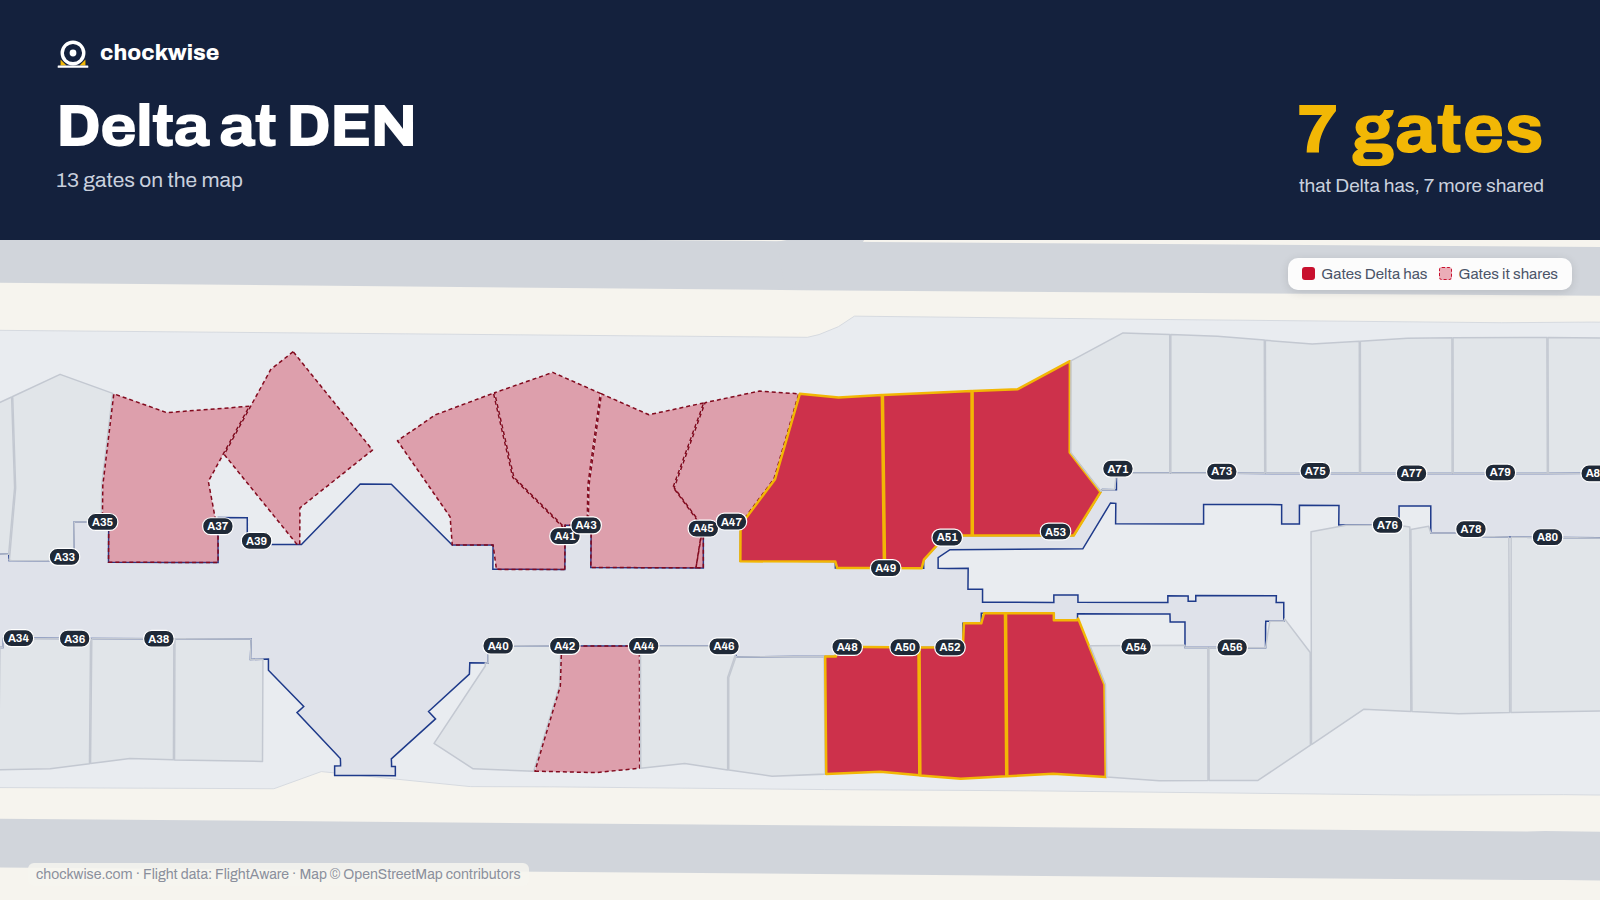 chockwise
Delta at DEN
13 gates on the map
7 gates
that Delta has, 7 more shared
Gates Delta has
Gates it shares
A71
A73
A75
A77
A79
A8
A35
A37
A39
A41
A43
A45
A47
A33
A49
A51
A53
A76
A78
A80
A34
A36
A38
A40
A42
A44
A46
A48
A50
A52
A54
A56
chockwise.com · Flight data: FlightAware · Map © OpenStreetMap contributors